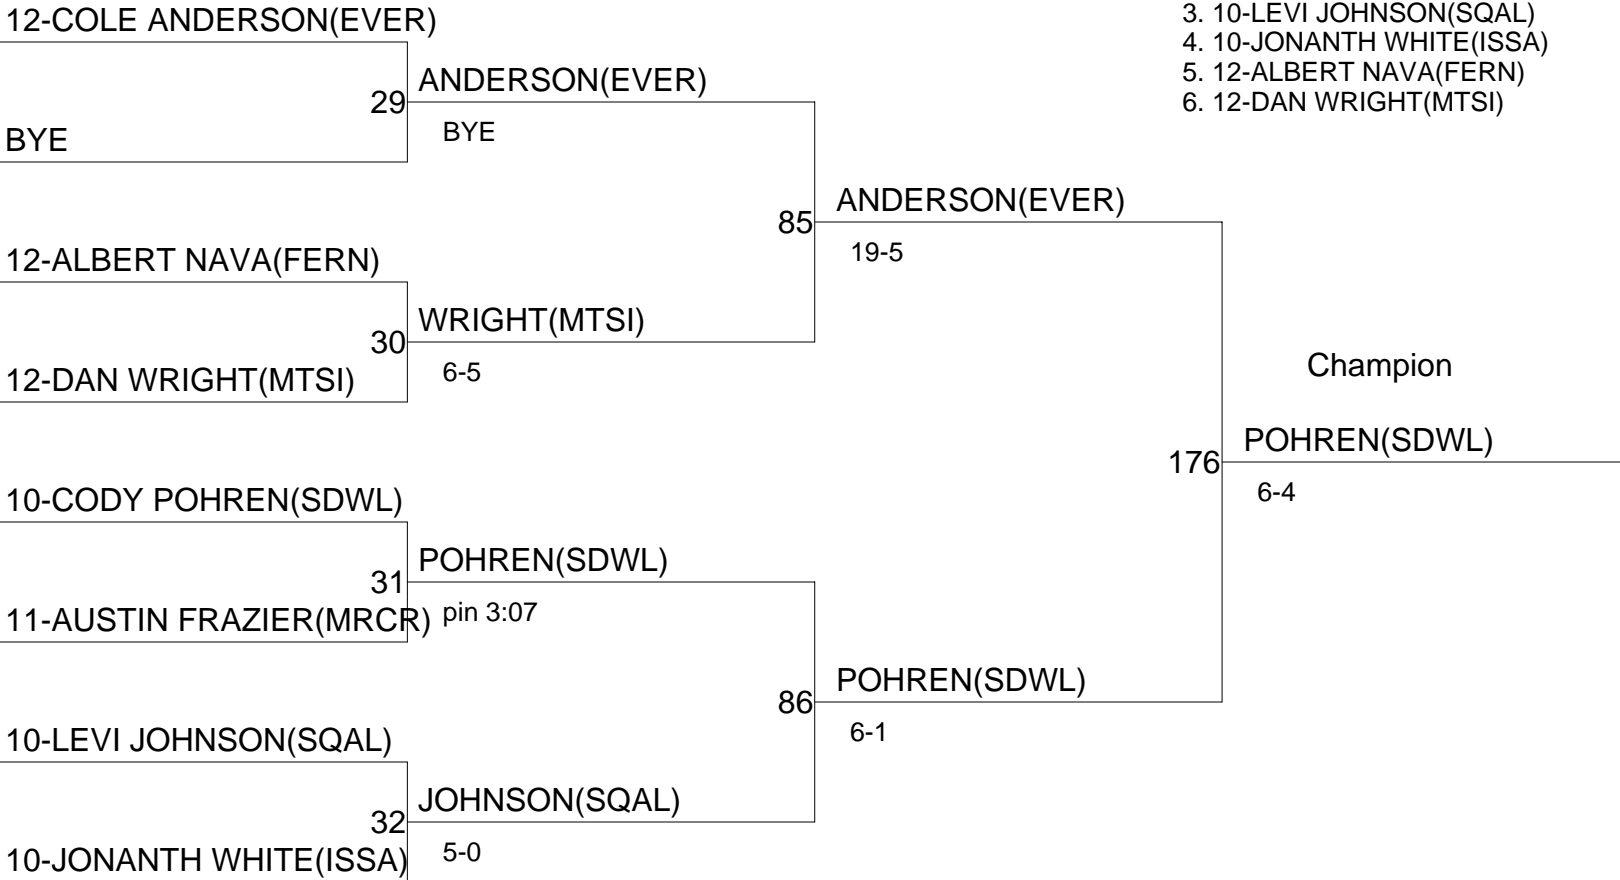 12-COLE ANDERSON(EVER)
3. 10-LEVI JOHNSON(SQAL)
4. 10-JONANTH WHITE(ISSA)
5. 12-ALBERT NAVA(FERN)
6. 12-DAN WRIGHT(MTSI)
ANDERSON(EVER)
29
BYE
BYE
ANDERSON(EVER)
85
19-5
12-ALBERT NAVA(FERN)
WRIGHT(MTSI)
30
6-5
12-DAN WRIGHT(MTSI)
Champion
POHREN(SDWL)
176
6-4
10-CODY POHREN(SDWL)
POHREN(SDWL)
31
pin 3:07
11-AUSTIN FRAZIER(MRCR)
POHREN(SDWL)
86
6-1
10-LEVI JOHNSON(SQAL)
JOHNSON(SQAL)
32
5-0
10-JONANTH WHITE(ISSA)